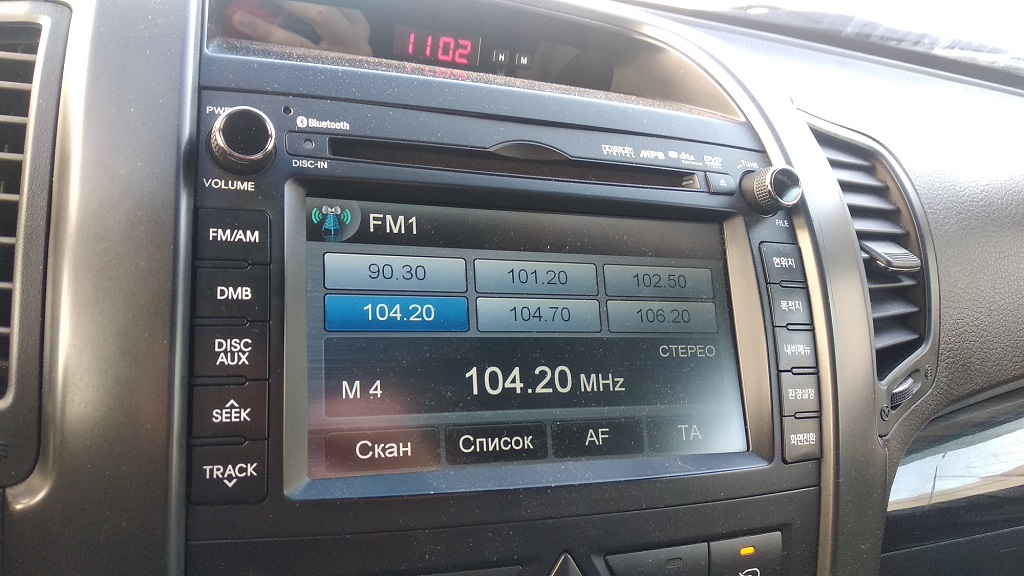 1102
H M
PWR
Bluetooth
DISC-IN
DOLBY DIGITAL MP3 dts DVD
TUNE
VOLUME
FILE
FM/AM
DMB
DISC AUX
SEEK
TRACK
FM1
90.30 101.20 102.50
104.20 104.70 106.20
СТЕРЕО
M 4 104.20 MHz
Скан Список AF TA
현위치
목적지
내비메뉴
환경설정
화면전환